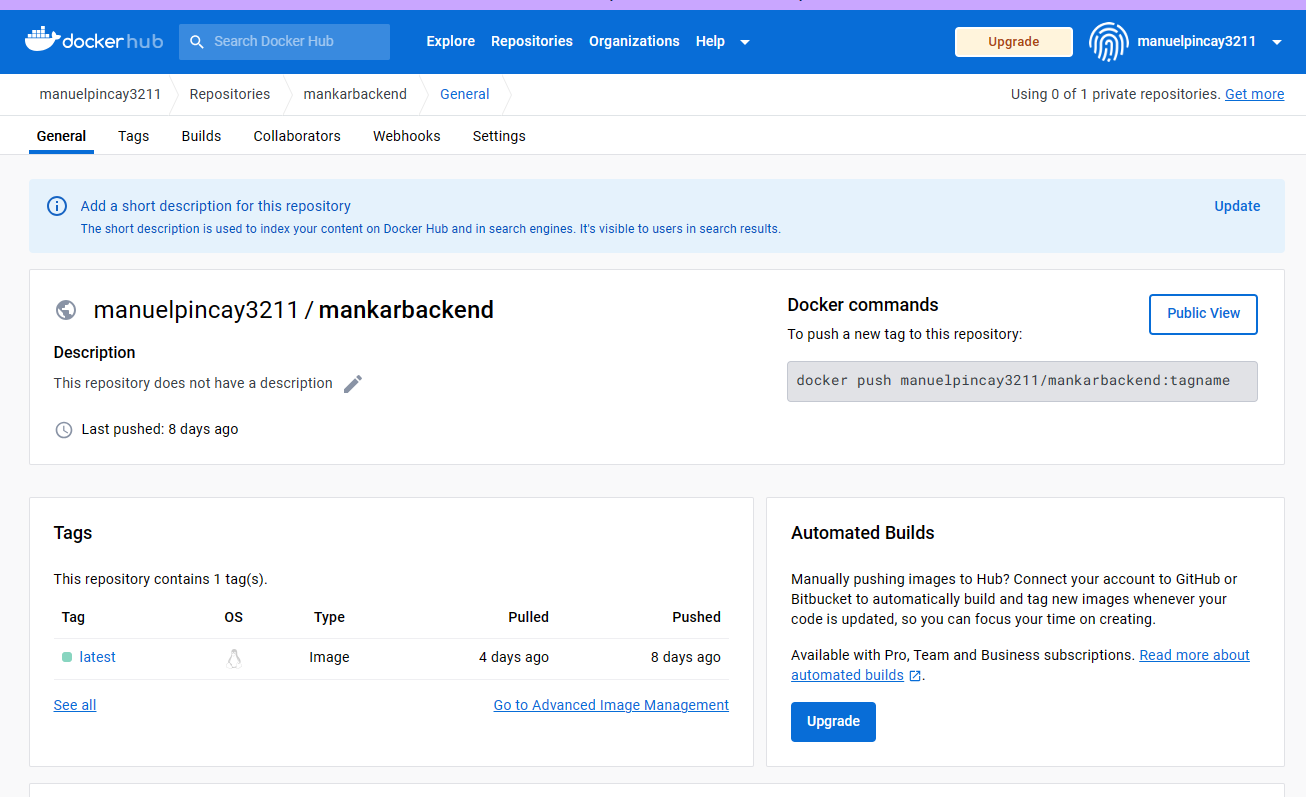 docker hub
Search Docker Hub
Explore
Repositories
Organizations
Help
Upgrade
manuelpincay3211
manuelpincay3211
Repositories
mankarbackend
General
Using 0 of 1 private repositories. Get more
General
Tags
Builds
Collaborators
Webhooks
Settings
Add a short description for this repository
Update
The short description is used to index your content on Docker Hub and in search engines. It's visible to users in search results.
manuelpincay3211 / mankarbackend
Description
This repository does not have a description
Last pushed: 8 days ago
Docker commands
Public View
To push a new tag to this repository:
docker push manuelpincay3211/mankarbackend:tagname
Tags
This repository contains 1 tag(s).
Tag OS Type Pulled Pushed
latest Image 4 days ago 8 days ago
See all
Go to Advanced Image Management
Automated Builds
Manually pushing images to Hub? Connect your account to GitHub or
Bitbucket to automatically build and tag new images whenever your
code is updated, so you can focus your time on creating.
Available with Pro, Team and Business subscriptions. Read more about
automated builds.
Upgrade